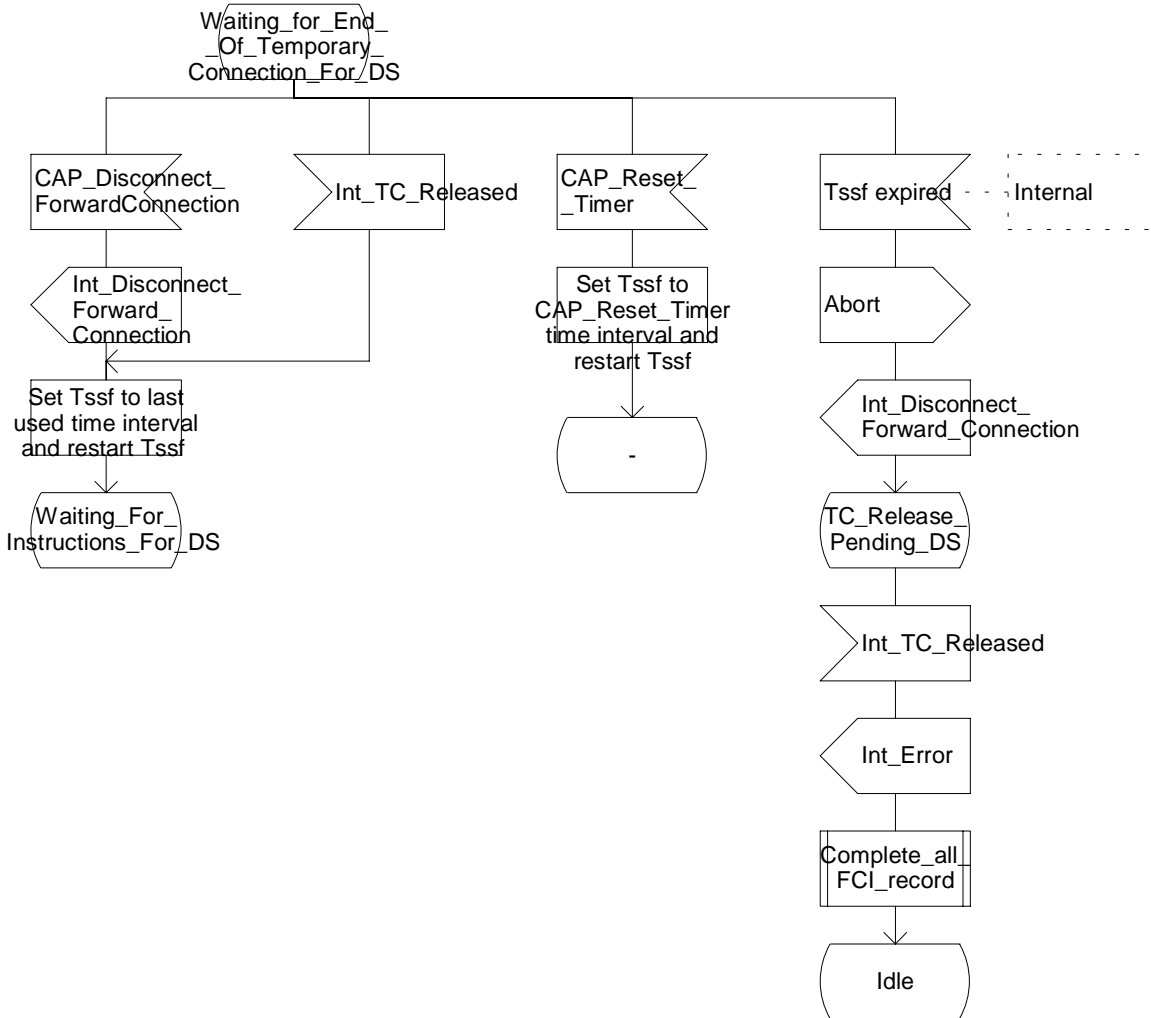 Waiting_for_End_
_Of_Temporary_
Connection_For_DS
CAP_Disconnect_
ForwardConnection
Int_TC_Released
CAP_Reset_
_Timer
Tssf expired
Internal
Int_Disconnect_
Forward_
Connection
Set Tssf to
CAP_Reset_Timer
time interval and
restart Tssf
Abort
Set Tssf to last
used time interval
and restart Tssf
-
Int_Disconnect_
Forward_Connection
Waiting_For_
Instructions_For_DS
TC_Release_
Pending_DS
Int_TC_Released
Int_Error
Complete_all_
FCI_record
Idle